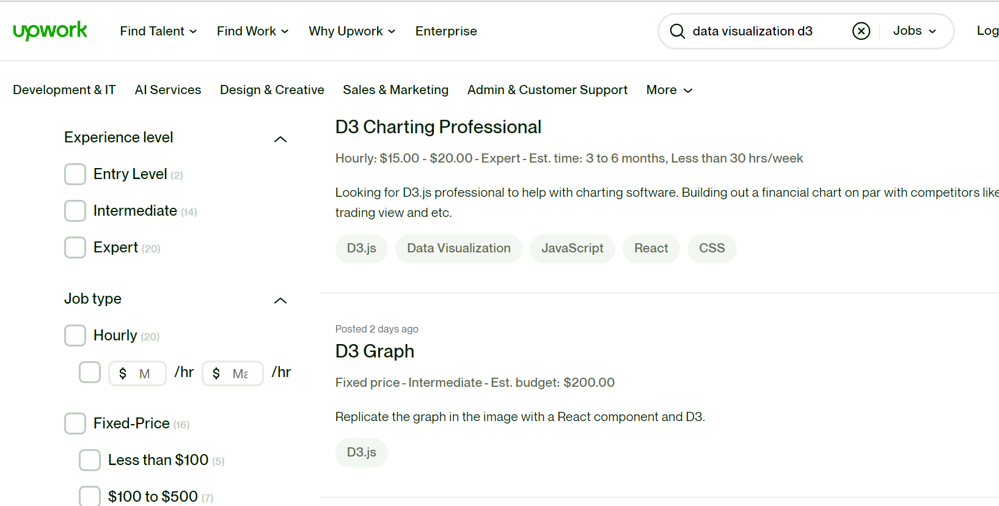 upwork
Find Talent
Find Work
Why Upwork
Enterprise
data visualization d3
Jobs
Log
Development & IT
AI Services
Design & Creative
Sales & Marketing
Admin & Customer Support
More
Experience level
Entry Level (2)
Intermediate (14)
Expert (20)
Job type
Hourly (20)
$ M /hr $ Ma /hr
Fixed-Price (16)
Less than $100 (5)
$100 to $500 (7)
D3 Charting Professional
Hourly: $15.00 - $20.00 - Expert - Est. time: 3 to 6 months, Less than 30 hrs/week
Looking for D3.js professional to help with charting software. Building out a financial chart on par with competitors like
trading view and etc.
D3.js
Data Visualization
JavaScript
React
CSS
Posted 2 days ago
D3 Graph
Fixed price - Intermediate - Est. budget: $200.00
Replicate the graph in the image with a React component and D3.
D3.js